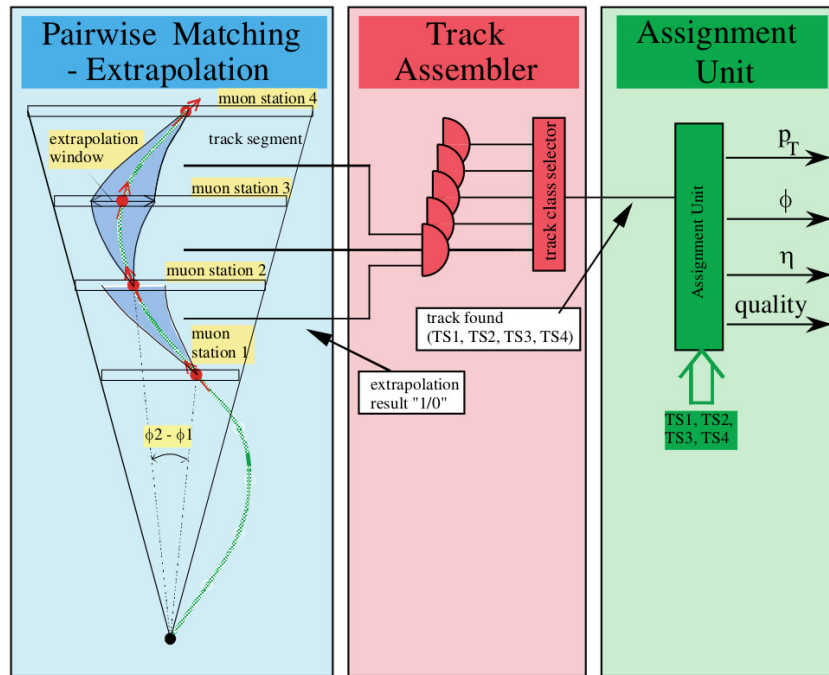 Pairwise Matching
- Extrapolation
muon station 4
extrapolation
window
track segment
muon station 3
muon station 2
muon
station 1
ϕ2 - ϕ1
Track
Assembler
track class selector
track found
(TS1, TS2, TS3, TS4)
extrapolation
result "1/0"
Assignment
Unit
Assignment Unit
pT
ϕ
η
quality
TS1, TS2,
TS3, TS4